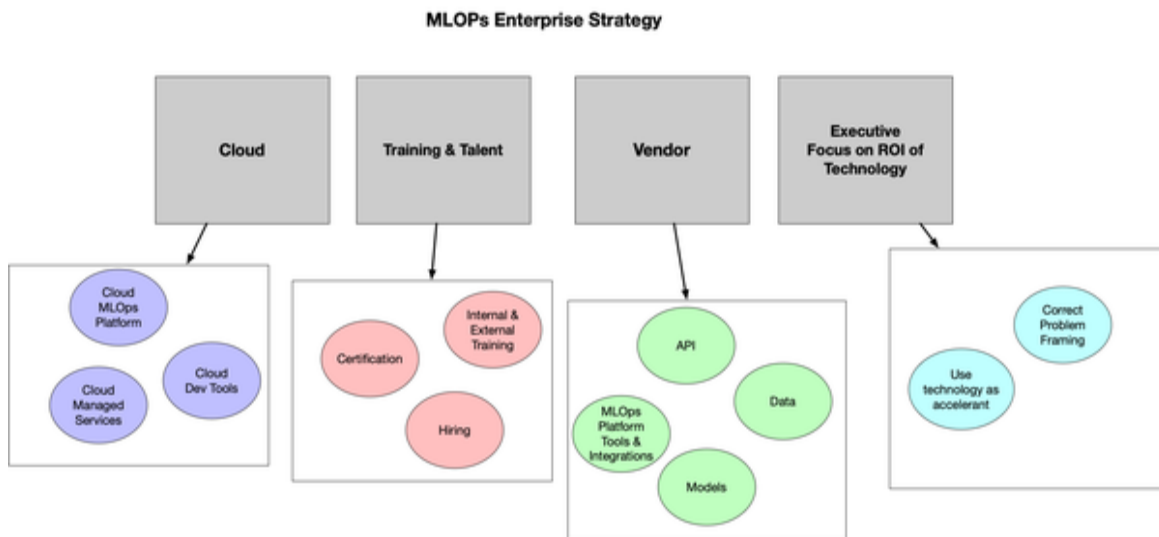 MLOPs Enterprise Strategy
Cloud
Training & Talent
Vendor
Executive
Focus on ROI of
Technology
Cloud
MLOps
Platform
Cloud
Dev Tools
Cloud
Managed
Services
Internal &
External
Training
Certification
Hiring
API
Data
MLOps
Platform
Tools &
Integrations
Models
Correct
Problem
Framing
Use
technology as
accelerant